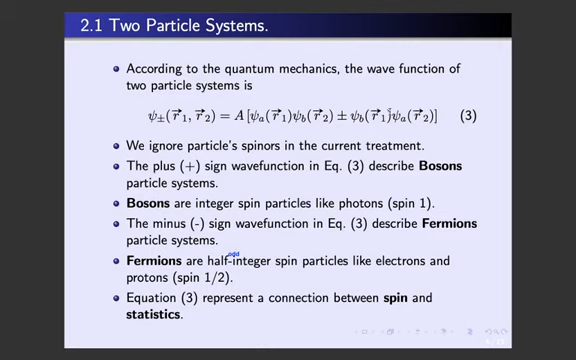 2.1 Two Particle Systems.
According to the quantum mechanics, the wave function of
two particle systems is
ψ±(r⃗1, r⃗2) = A [ψa(r⃗1)ψb(r⃗2) ± ψb(r⃗1)ψa(r⃗2)] (3)
We ignore particle's spinors in the current treatment.
The plus (+) sign wavefunction in Eq. (3) describe Bosons
particle systems.
Bosons are integer spin particles like photons (spin 1).
The minus (-) sign wavefunction in Eq. (3) describe Fermions
particle systems.
odd
Fermions are half-integer spin particles like electrons and
protons (spin 1/2).
Equation (3) represent a connection between spin and
statistics.